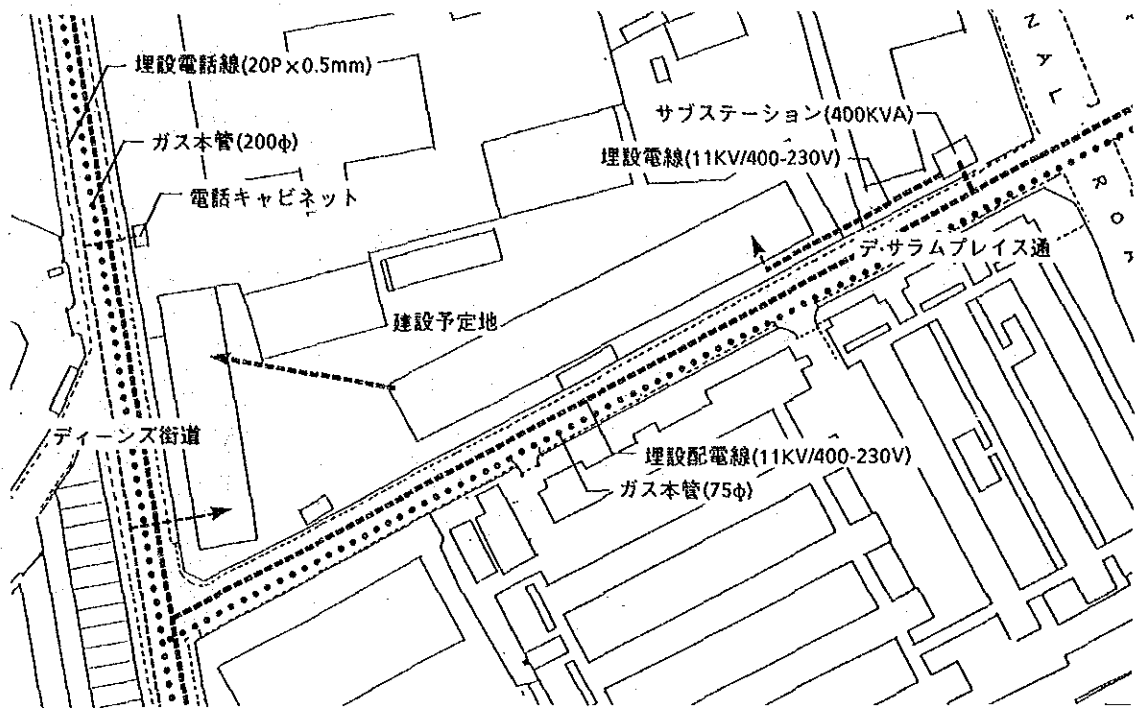 埋設電話線(20P×0.5mm)
ガス本管(200φ)
電話キャビネット
サブステーション(400KVA)
埋設電線(11KV/400-230V)
デ・サラムプレイス通
建設予定地
ディーンズ街道
埋設配電線(11KV/400-230V)
ガス本管(75φ)
NAL
RO